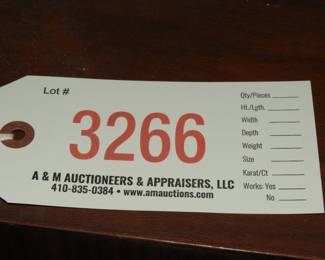 Lot #
3266
A & M AUCTIONEERS & APPRAISERS, LLC
410-835-0384 • www.amauctions.com
Qty/Pieces
Ht./Lgth.
Width
Depth
Weight
Size
Karat/Ct
Works: Yes
No